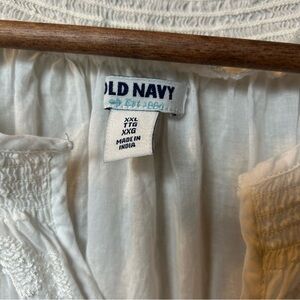 OLD NAVY
XXL
TTG
XXG
MADE IN
INDIA